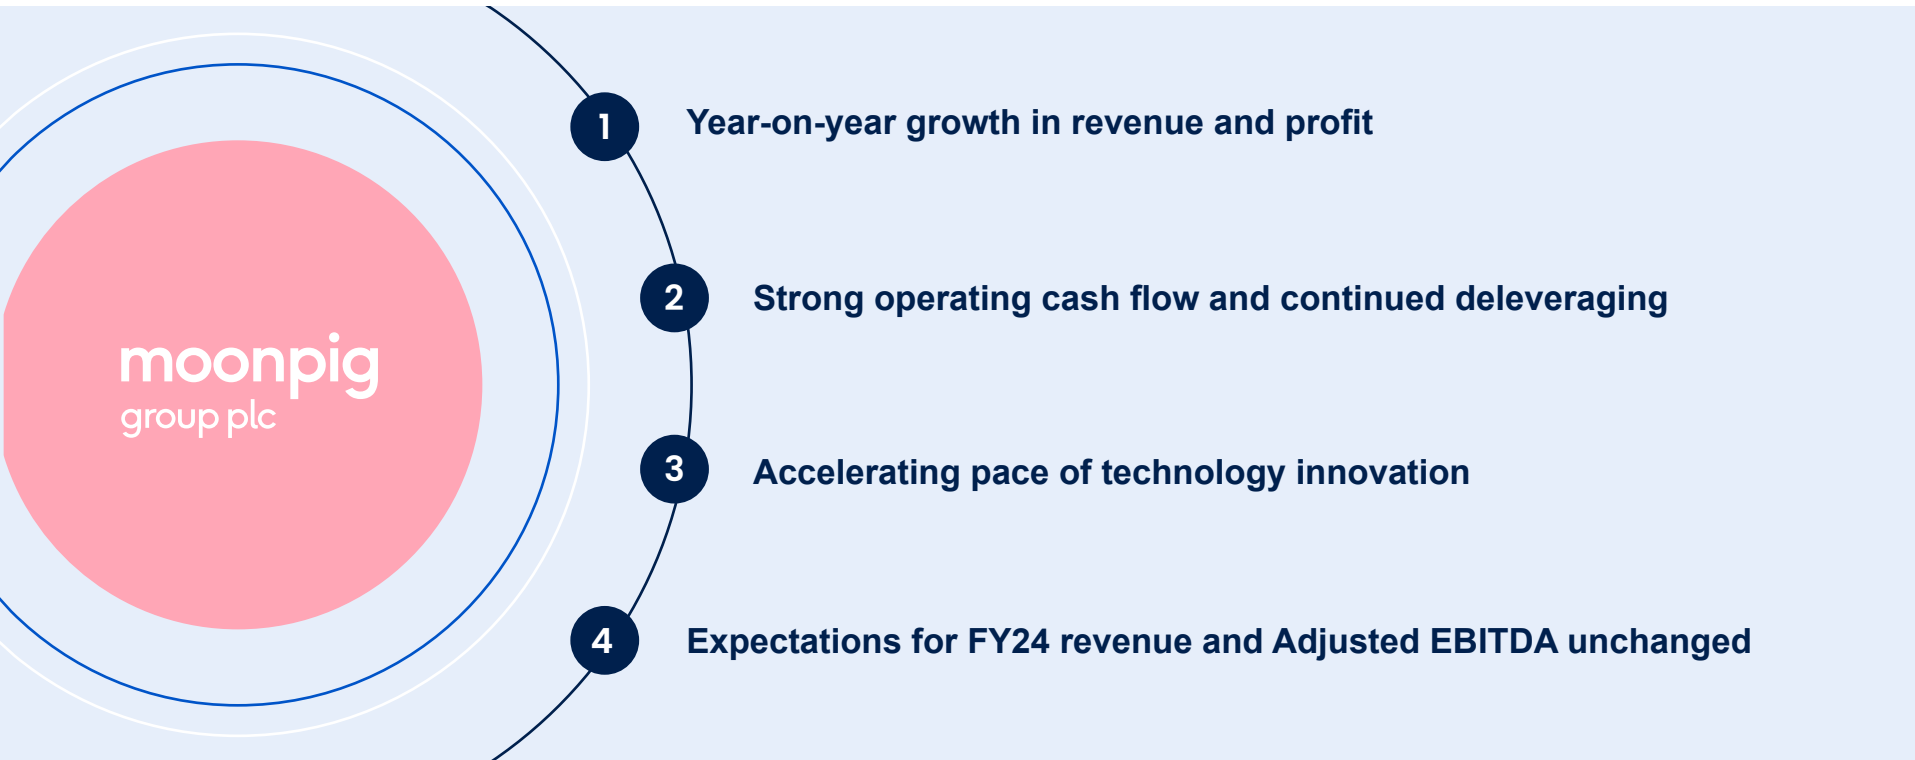 moonpig
group plc
1
Year-on-year growth in revenue and profit
2
Strong operating cash flow and continued deleveraging
3
Accelerating pace of technology innovation
4
Expectations for FY24 revenue and Adjusted EBITDA unchanged